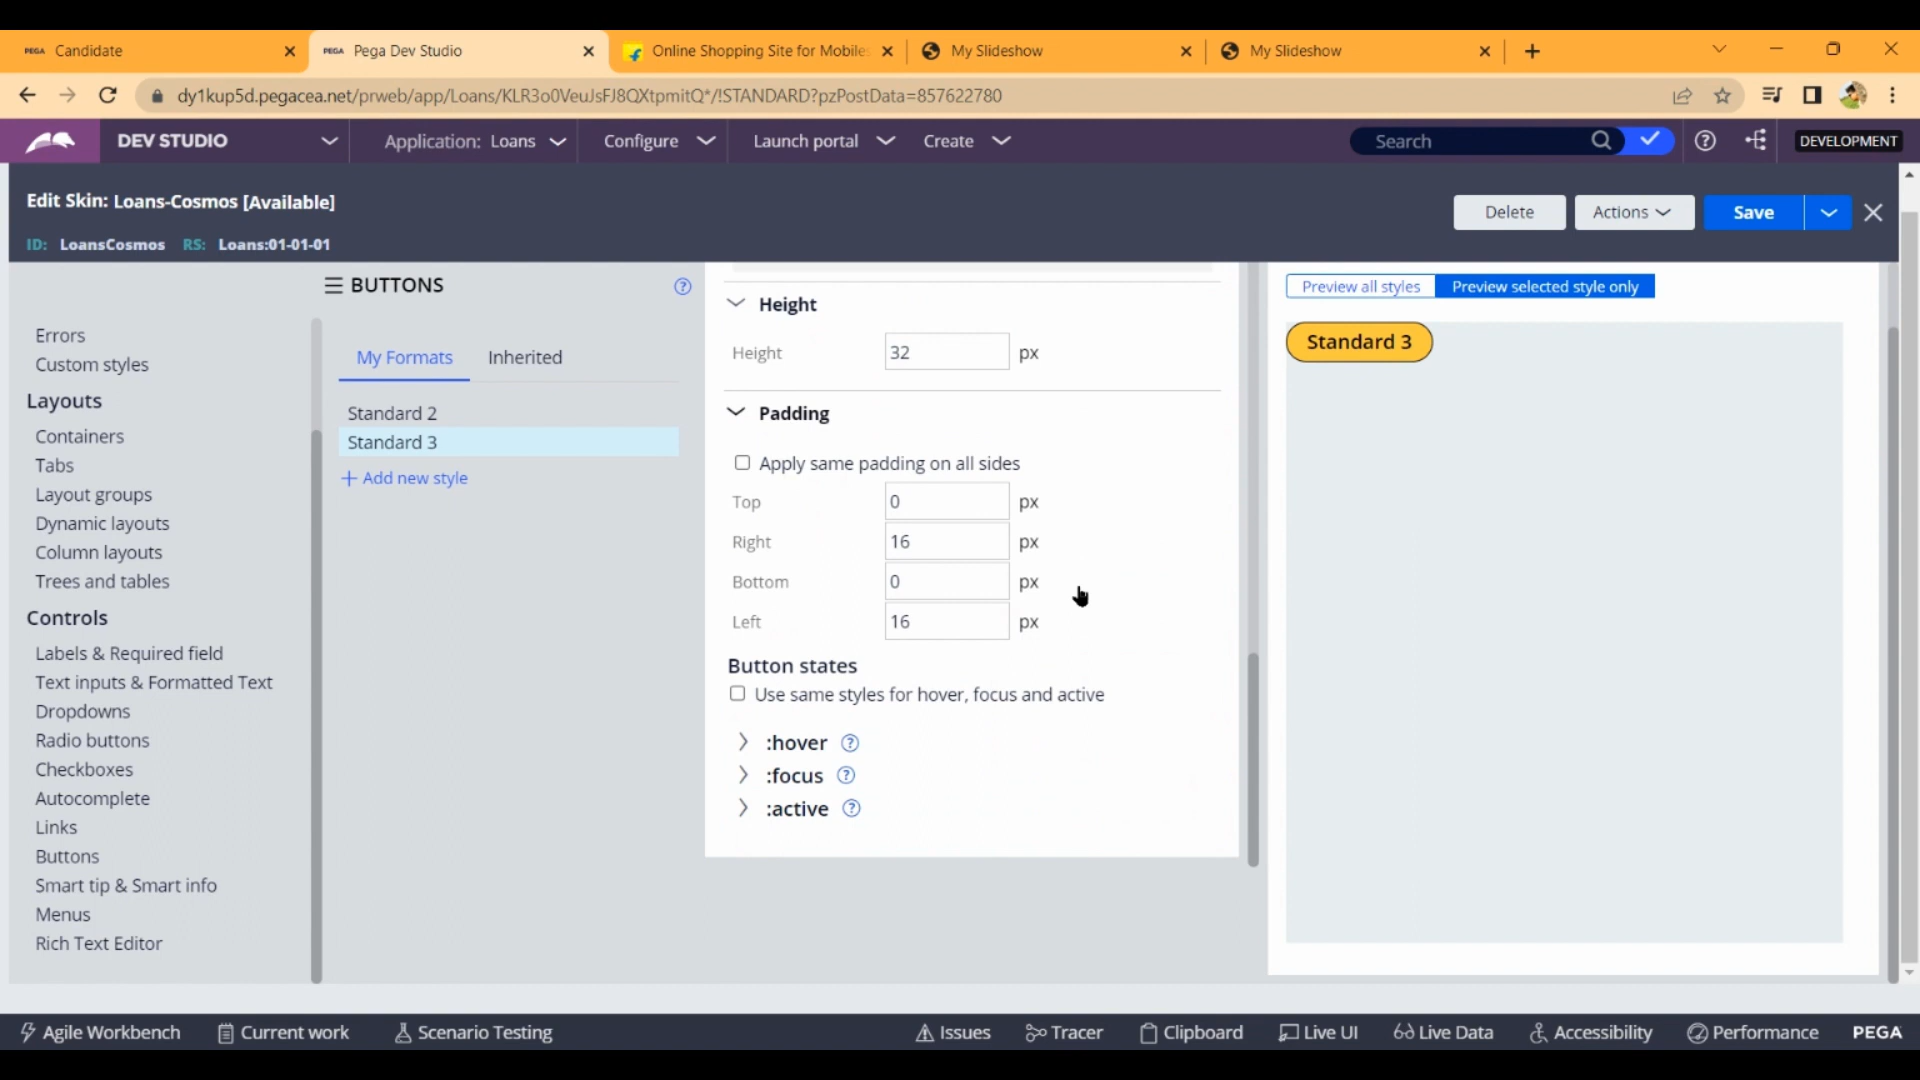 PEGA Candidate
PEGA Pega Dev Studio
Online Shopping Site for Mobiles
My Slideshow
My Slideshow
dy1kup5d.pegacea.net/prweb/app/Loans/KLR3o0VeuJsFJ8QXtpmitQ*/!STANDARD?pzPostData=857622780
DEV STUDIO
Application: Loans
Configure
Launch portal
Create
Search
DEVELOPMENT
Edit Skin: Loans-Cosmos [Available]
ID: LoansCosmos RS: Loans:01-01-01
Delete
Actions
Save
Errors
Custom styles
Layouts
Containers
Tabs
Layout groups
Dynamic layouts
Column layouts
Trees and tables
Controls
Labels & Required field
Text inputs & Formatted Text
Dropdowns
Radio buttons
Checkboxes
Autocomplete
Links
Buttons
Smart tip & Smart info
Menus
Rich Text Editor
BUTTONS
My Formats
Inherited
Standard 2
Standard 3
+ Add new style
Height
Height 32 px
Padding
Apply same padding on all sides
Top 0 px
Right 16 px
Bottom 0 px
Left 16 px
Button states
Use same styles for hover, focus and active
:hover
:focus
:active
Preview all styles
Preview selected style only
Standard 3
Agile Workbench
Current work
Scenario Testing
Issues
Tracer
Clipboard
Live UI
Live Data
Accessibility
Performance
PEGA